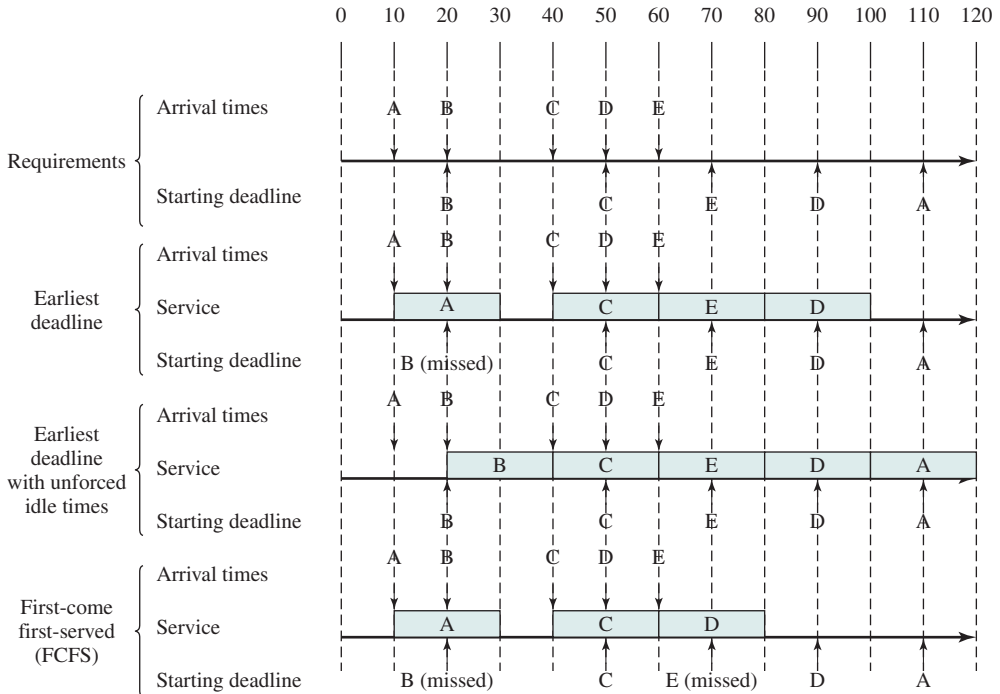 0 10 20 30 40 50 60 70 80 90 100 110 120
Requirements
Arrival times
A B C D E
Starting deadline
B C E D A
Earliest
deadline
Arrival times
A B C D E
Service
A C E D
Starting deadline
B (missed) C E D A
Earliest
deadline
with unforced
idle times
Arrival times
A B C D E
Service
B C E D A
Starting deadline
B C E D A
First-come
first-served
(FCFS)
Arrival times
A B C D E
Service
A C D
Starting deadline
B (missed) C E (missed) D A